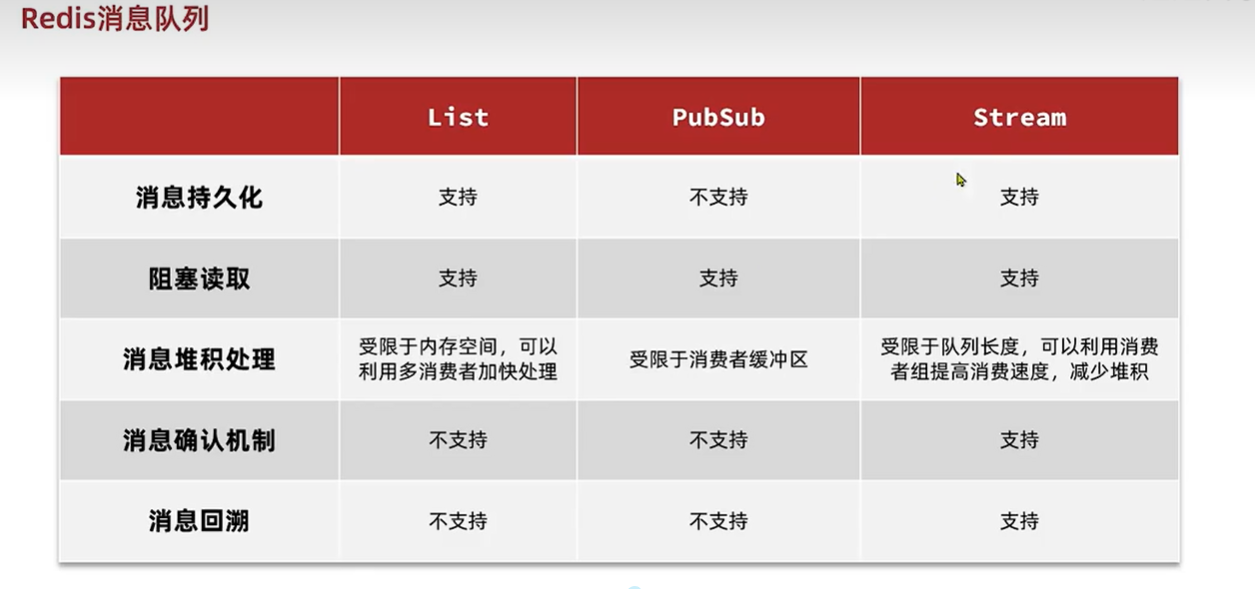 Redis消息队列
List PubSub Stream
消息持久化 支持 不支持 支持
阻塞读取 支持 支持 支持
消息堆积处理
受限于内存空间，可以
利用多消费者加快处理
受限于消费者缓冲区
受限于队列长度，可以利用消费
者组提高消费速度，减少堆积
消息确认机制 不支持 不支持 支持
消息回溯 不支持 不支持 支持